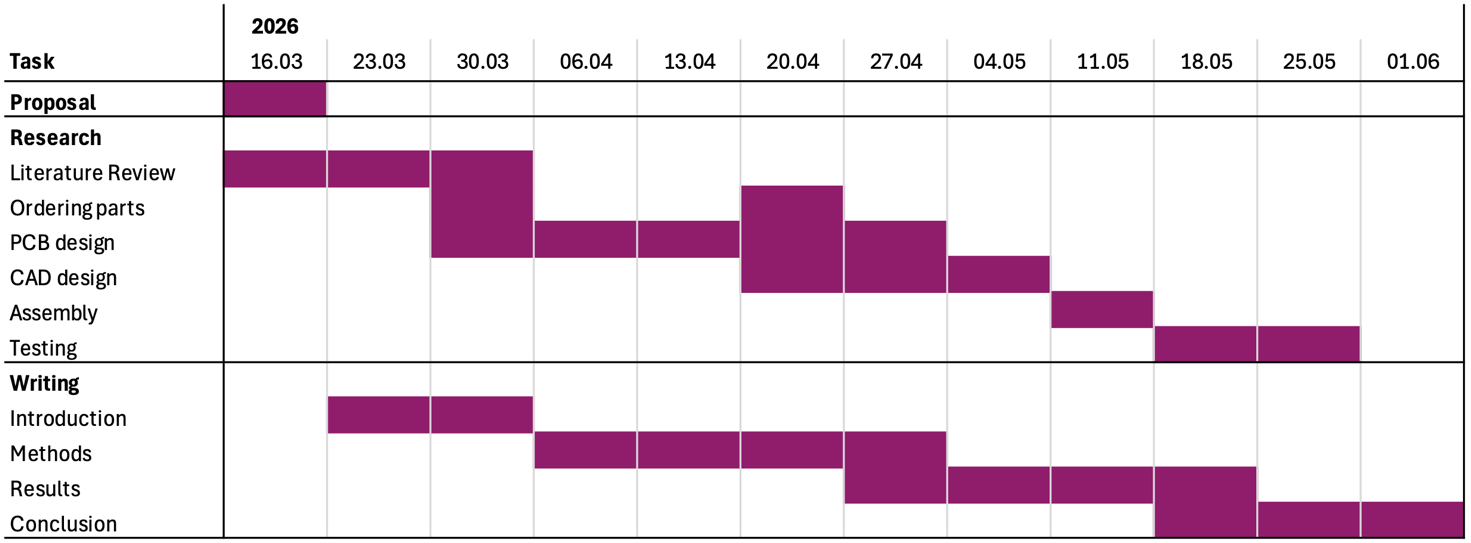 2026
Task 16.03 23.03 30.03 06.04 13.04 20.04 27.04 04.05 11.05 18.05 25.05 01.06
Proposal
Research
Literature Review
Ordering parts
PCB design
CAD design
Assembly
Testing
Writing
Introduction
Methods
Results
Conclusion